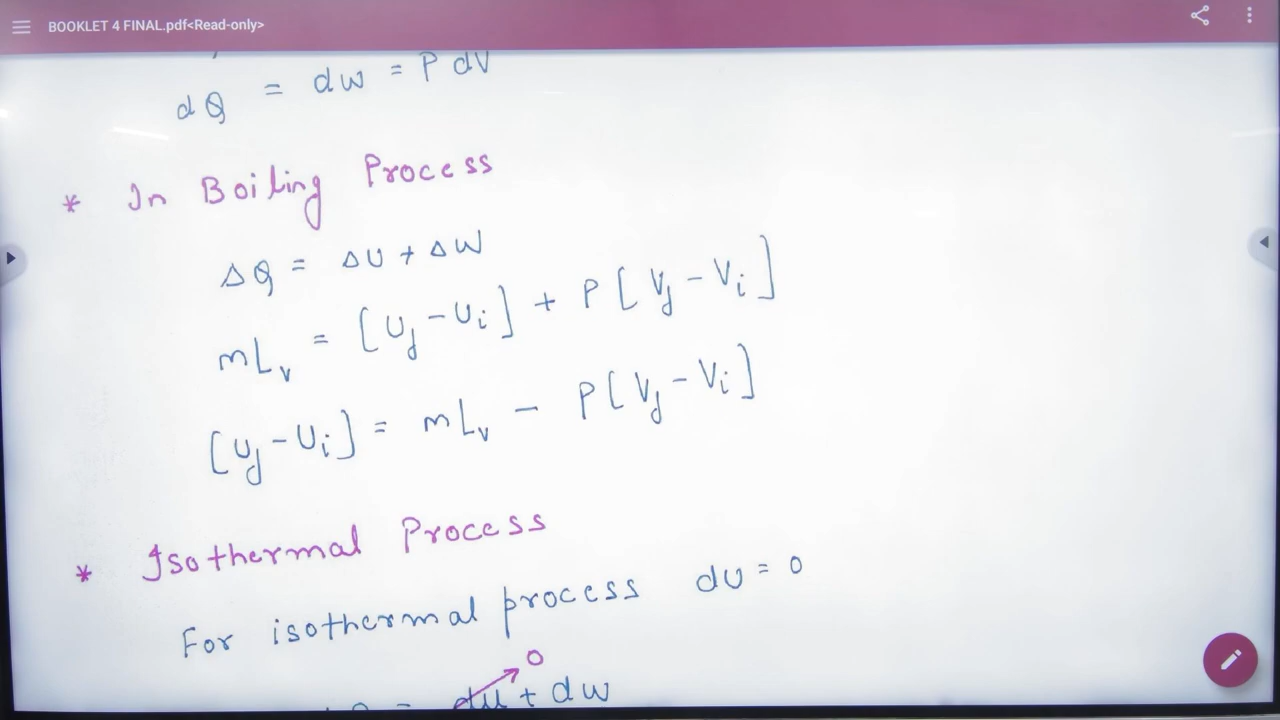 BOOKLET 4 FINAL.pdf<Read-only>
dQ = dw = P dV
* In Boiling Process
ΔQ = ΔU + ΔW
mLv = [Uf - Ui] + P[Vf - Vi]
[Uf - Ui] = mLv - P[Vf - Vi]
* Isothermal Process
For isothermal process dU = 0
0
dQ = du + dw